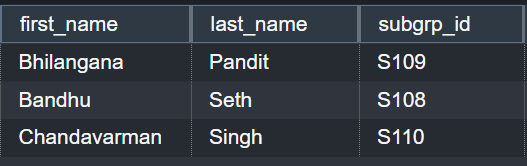 first_name last_name subgrp_id
Bhilangana Pandit S109
Bandhu Seth S108
Chandavarman Singh S110